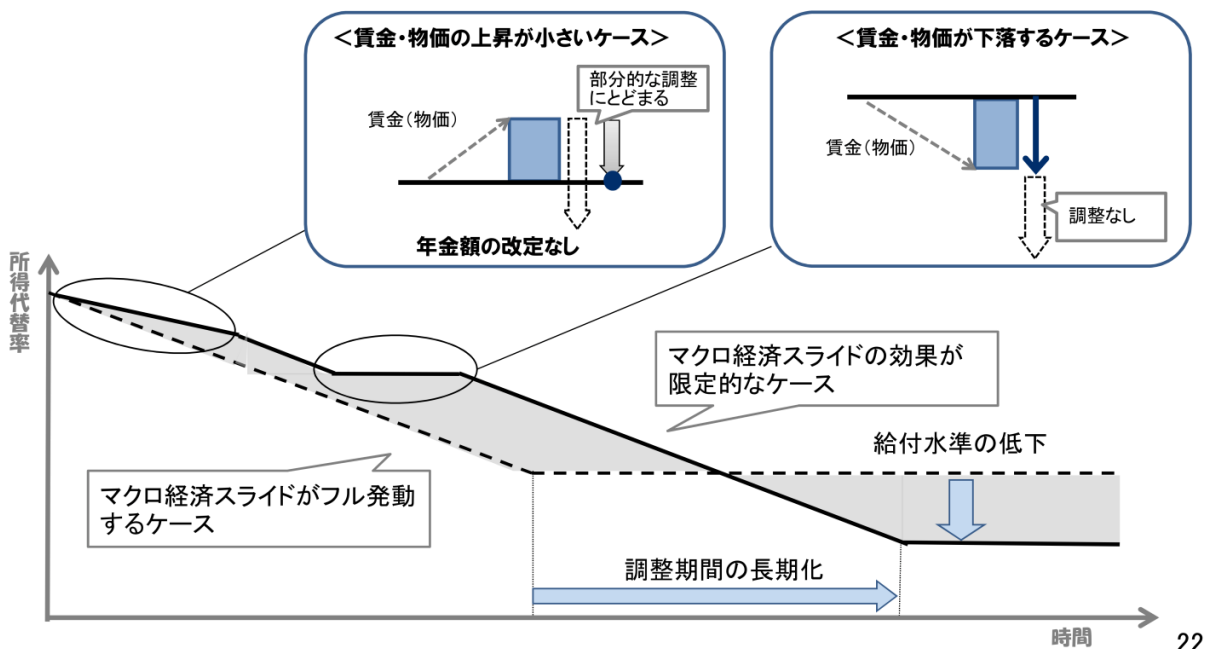 ＜賃金・物価の上昇が小さいケース＞
部分的な調整
にとどまる
賃金（物価）
年金額の改定なし
＜賃金・物価が下落するケース＞
賃金（物価）
調整なし
所得代替率
マクロ経済スライドの効果が
限定的なケース
給付水準の低下
マクロ経済スライドがフル発動
するケース
調整期間の長期化
時間
22